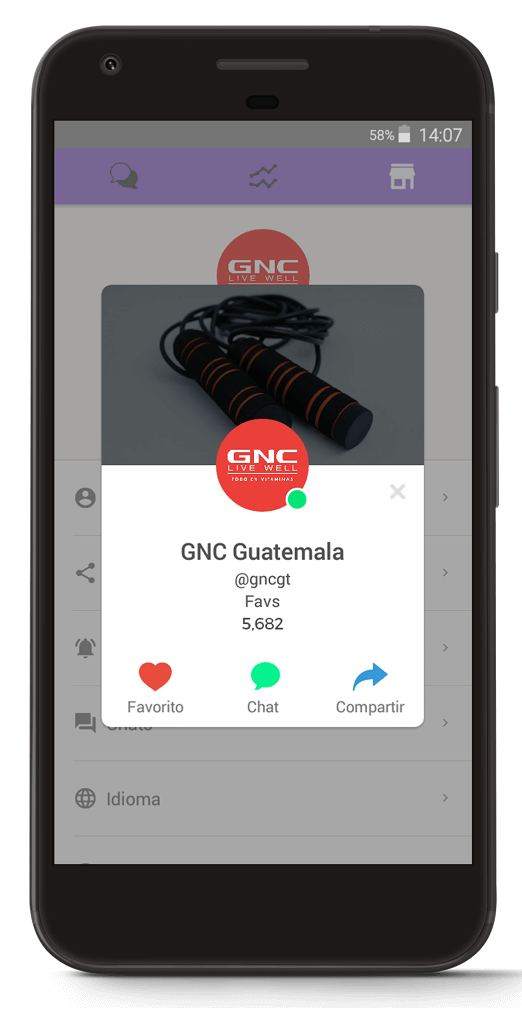 58% 14:07
GNC
LIVE WELL
GNC
LIVE WELL
TODO EN VITAMINAS
GNC Guatemala
@gncgt
Favs
5,682
Favorito Chat Compartir
Chats
Idioma